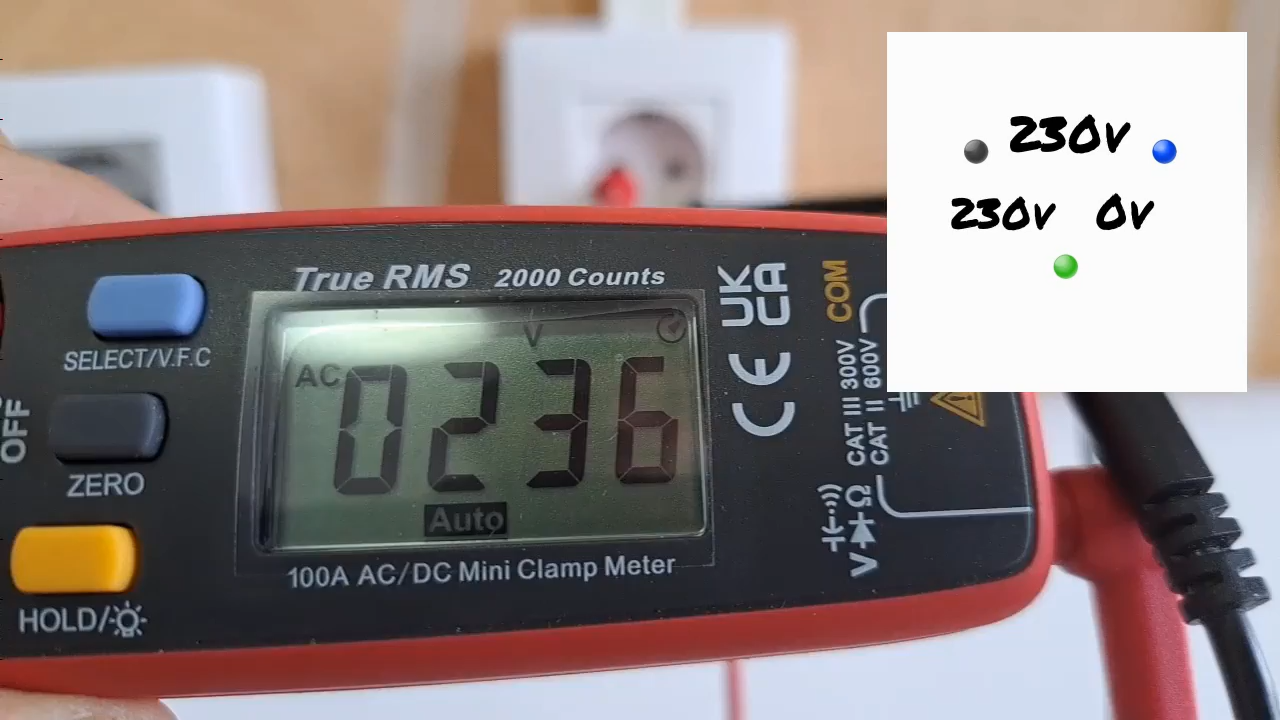 230v
230v 0v
True RMS 2000 Counts
UK
CA
COM
SELECT/V.F.C
V
AC 0236
CE
CAT III 300V
CAT II 600V
OFF
ZERO
Auto
VΩ
100A AC/DC Mini Clamp Meter
HOLD/